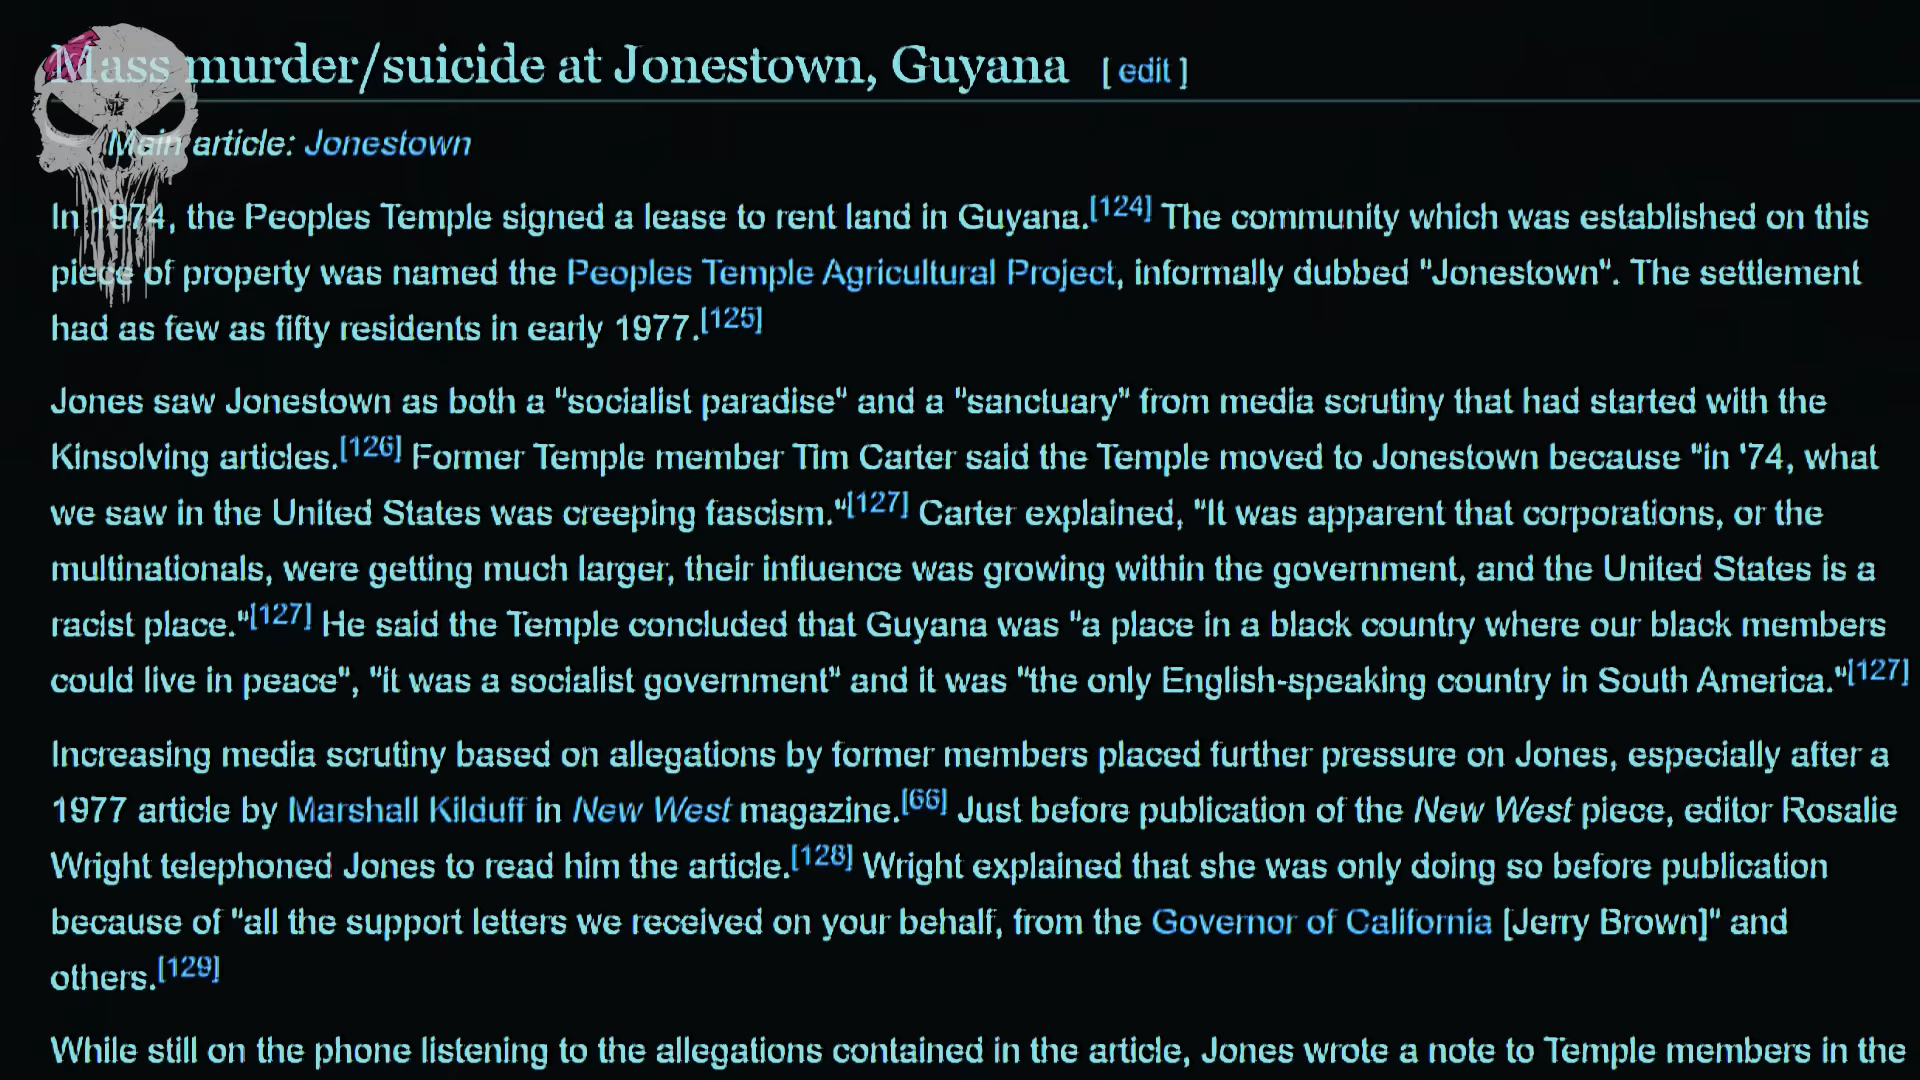 Mass murder/suicide at Jonestown, Guyana [ edit ]
Main article: Jonestown
In 1974, the Peoples Temple signed a lease to rent land in Guyana.[124] The community which was established on this
piece of property was named the Peoples Temple Agricultural Project, informally dubbed "Jonestown". The settlement
had as few as fifty residents in early 1977.[125]
Jones saw Jonestown as both a "socialist paradise" and a "sanctuary" from media scrutiny that had started with the
Kinsolving articles.[126] Former Temple member Tim Carter said the Temple moved to Jonestown because "in '74, what
we saw in the United States was creeping fascism."[127] Carter explained, "It was apparent that corporations, or the
multinationals, were getting much larger, their influence was growing within the government, and the United States is a
racist place."[127] He said the Temple concluded that Guyana was "a place in a black country where our black members
could live in peace", "it was a socialist government" and it was "the only English-speaking country in South America."[127]
Increasing media scrutiny based on allegations by former members placed further pressure on Jones, especially after a
1977 article by Marshall Kilduff in New West magazine.[66] Just before publication of the New West piece, editor Rosalie
Wright telephoned Jones to read him the article.[128] Wright explained that she was only doing so before publication
because of "all the support letters we received on your behalf, from the Governor of California [Jerry Brown]" and
others.[129]
While still on the phone listening to the allegations contained in the article, Jones wrote a note to Temple members in the